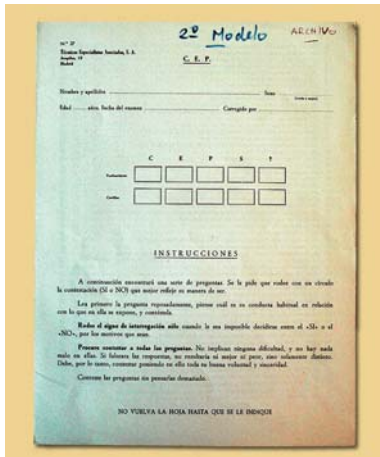 2º Modelo
ARCHIVO
N.º 27
Técnicos Especialistas Asociados, S. A.
Madrid
C. E. P.
Nombre y apellidos Sexo
Edad años, fecha del examen Corregido por
C E P S ?
Puntuaciones
Centiles
INSTRUCCIONES
A continuación encontrará una serie de preguntas. Se le pide que rodee con un círculo
la contestación (SÍ o NO) que mejor refleje su manera de ser.
Lea primero la pregunta reposadamente, piense cuál es su conducta habitual en relación
con lo que en ella se expone, y conteste.
Rodee el signo de interrogación sólo cuando le sea imposible decidirse entre el «SÍ» o el
«NO», por los motivos que sean.
Procure contestar a todas las preguntas. No implican ninguna dificultad, y no hay nada
malo en ellas. Si falseara las respuestas, no resultaría ni mejor ni peor, sino solamente distinto.
Debe, por lo tanto, contestar poniendo en ello toda su buena voluntad y sinceridad.
Conteste las preguntas sin pensarlas demasiado.
NO VUELVA LA HOJA HASTA QUE SE LE INDIQUE